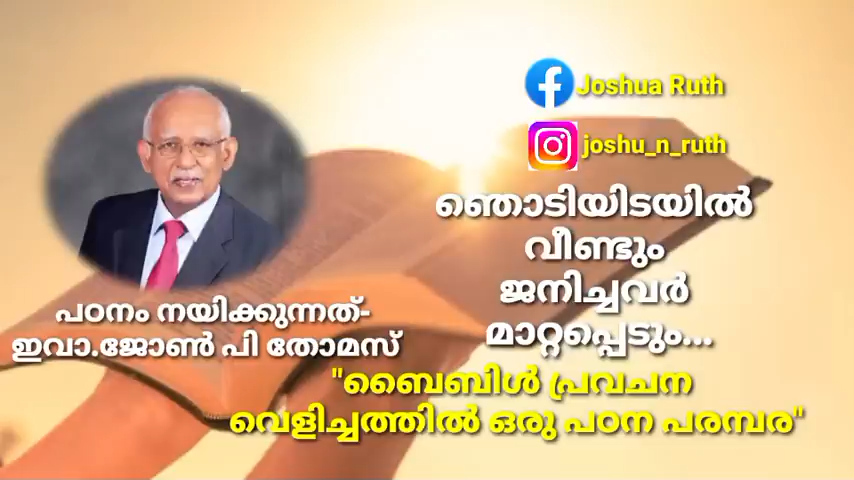 Joshua Ruth
joshu_n_ruth
ഞൊടിയിടയിൽ
വീണ്ടും
ജനിച്ചവർ
മാറ്റപ്പെടും...
പഠനം നയിക്കുന്നത്-
ഇവാ.ജോൺ പി തോമസ്
"ബൈബിൾ പ്രവചന
വെളിച്ചത്തിൽ ഒരു പഠന പരമ്പര"